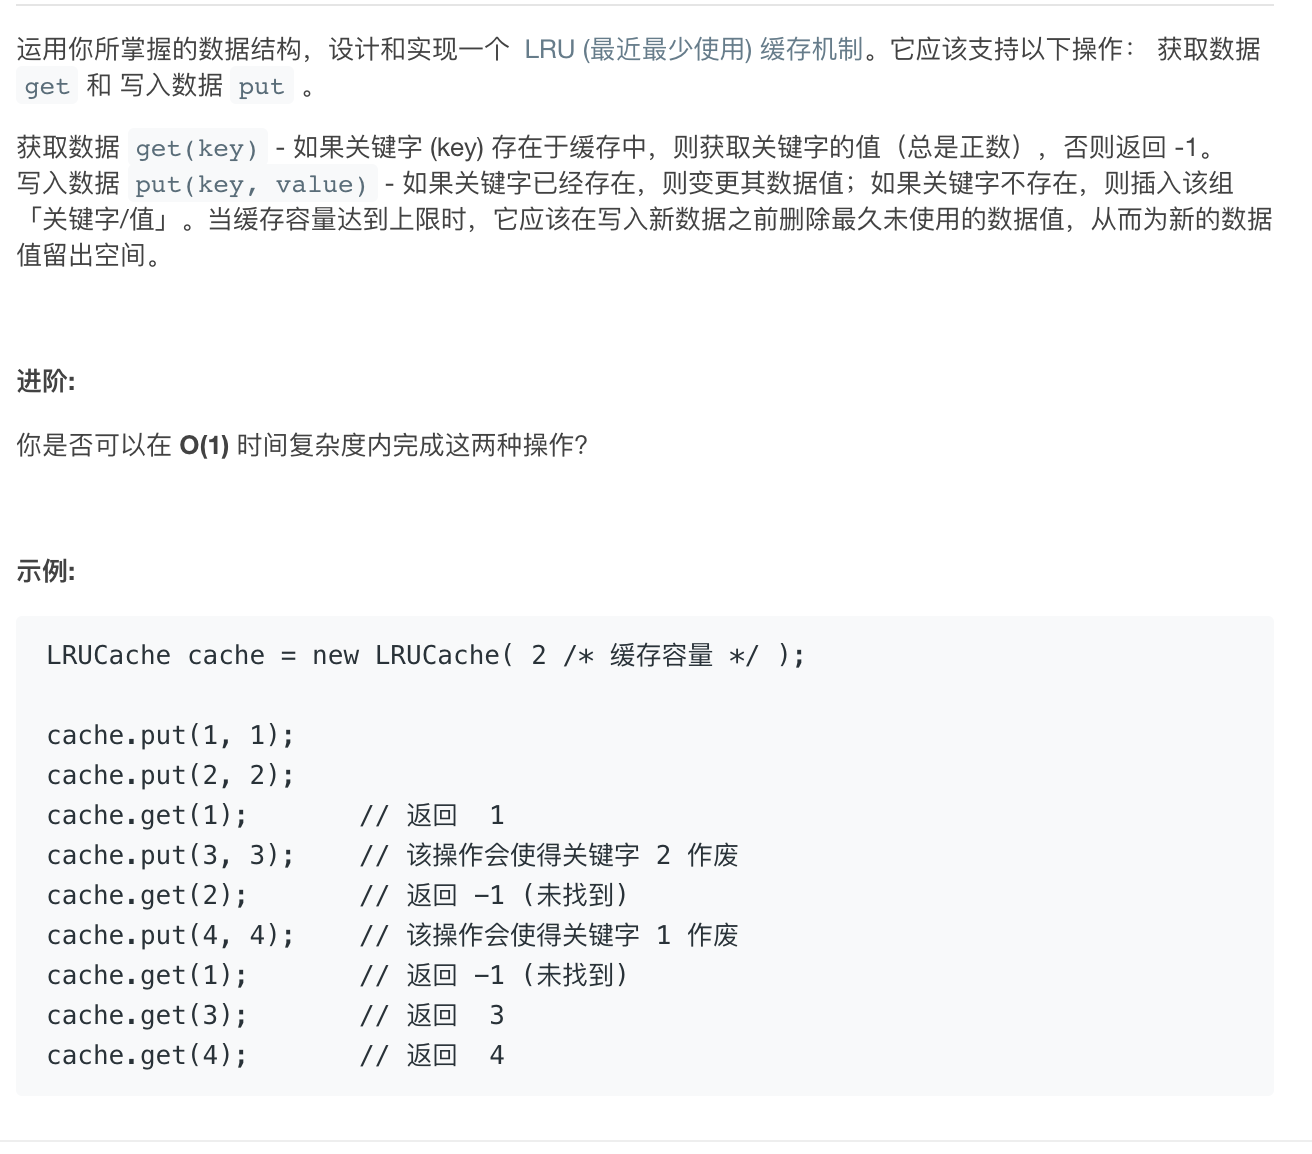 运用你所掌握的数据结构，设计和实现一个 LRU (最近最少使用) 缓存机制。它应该支持以下操作： 获取数据
get 和 写入数据 put 。
获取数据 get(key) - 如果关键字 (key) 存在于缓存中，则获取关键字的值（总是正数），否则返回 -1。
写入数据 put(key, value) - 如果关键字已经存在，则变更其数据值；如果关键字不存在，则插入该组
「关键字/值」。当缓存容量达到上限时，它应该在写入新数据之前删除最久未使用的数据值，从而为新的数据
值留出空间。
进阶:
你是否可以在 O(1) 时间复杂度内完成这两种操作？
示例:
LRUCache cache = new LRUCache( 2 /* 缓存容量 */ );
cache.put(1, 1);
cache.put(2, 2);
cache.get(1);       // 返回  1
cache.put(3, 3);    // 该操作会使得关键字 2 作废
cache.get(2);       // 返回 -1 (未找到)
cache.put(4, 4);    // 该操作会使得关键字 1 作废
cache.get(1);       // 返回 -1 (未找到)
cache.get(3);       // 返回  3
cache.get(4);       // 返回  4